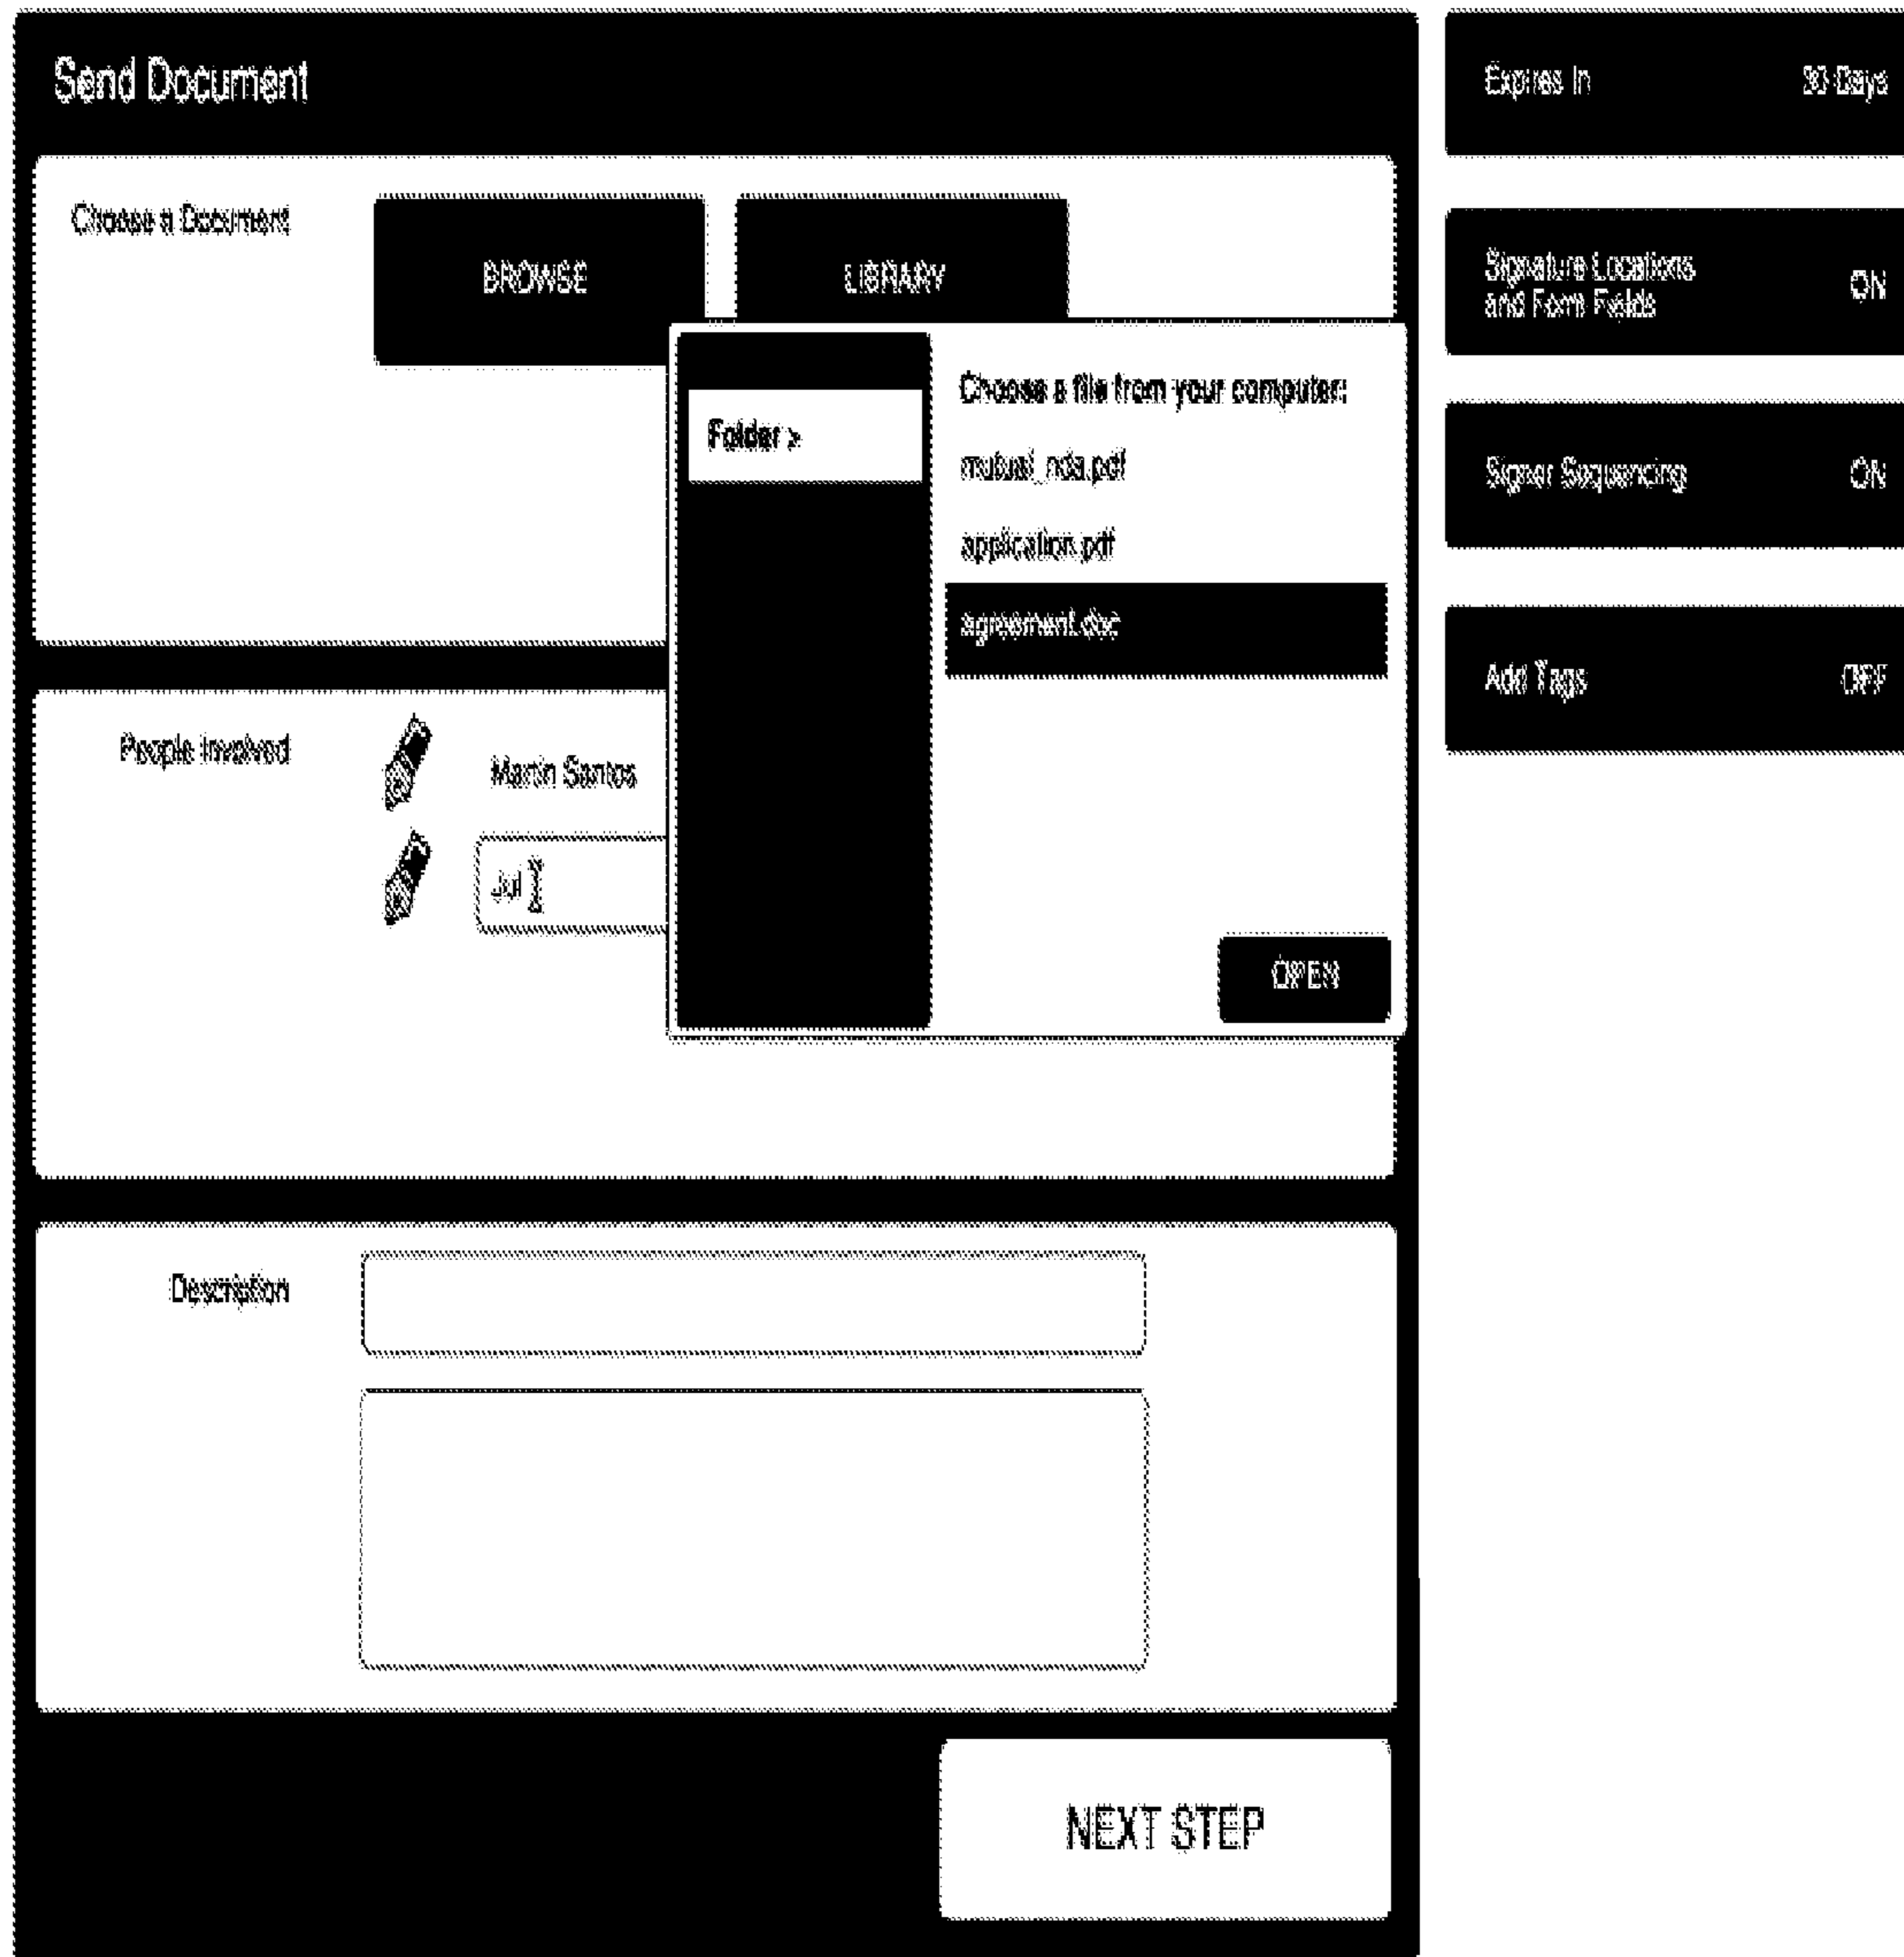 Send Document
Choose a Document
BROWSE
LIBRARY
Folder >
Choose a file from your computer:
mutual_nda.pdf
application.pdf
agreement.doc
OPEN
People Involved
Martin Santos
Jul
Description
NEXT STEP
Expires In
Days
Signature Locations
and Form Fields
ON
Signer Sequencing
ON
Add Tags
OFF